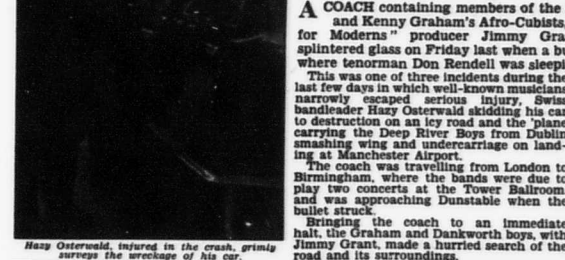 A COACH containing members of the
and Kenny Graham's Afro-Cubists,
for Moderns" producer Jimmy Gra
splintered glass on Friday last when a bu
where tenorman Don Rendell was sleepi
This was one of three incidents during the
last few days in which well-known musicians
narrowly escaped serious injury, Swiss
bandleader Hazy Osterwald skidding his car
to destruction on an icy road and the 'plane
carrying the Deep River Boys from Dublin
smashing wing and undercarriage on land-
ing at Manchester Airport.
The coach was travelling from London to
Birmingham, where the bands were due to
play two concerts at the Tower Ballroom
and was approaching Dunstable when the
bullet struck.
Bringing the coach to an immediate
halt, the Graham and Dankworth boys, with
Jimmy Grant, made a hurried search of the
road and its surroundings.
Hazy Osterwald, injured in the crash, grimly
surveys the wreckage of his car.